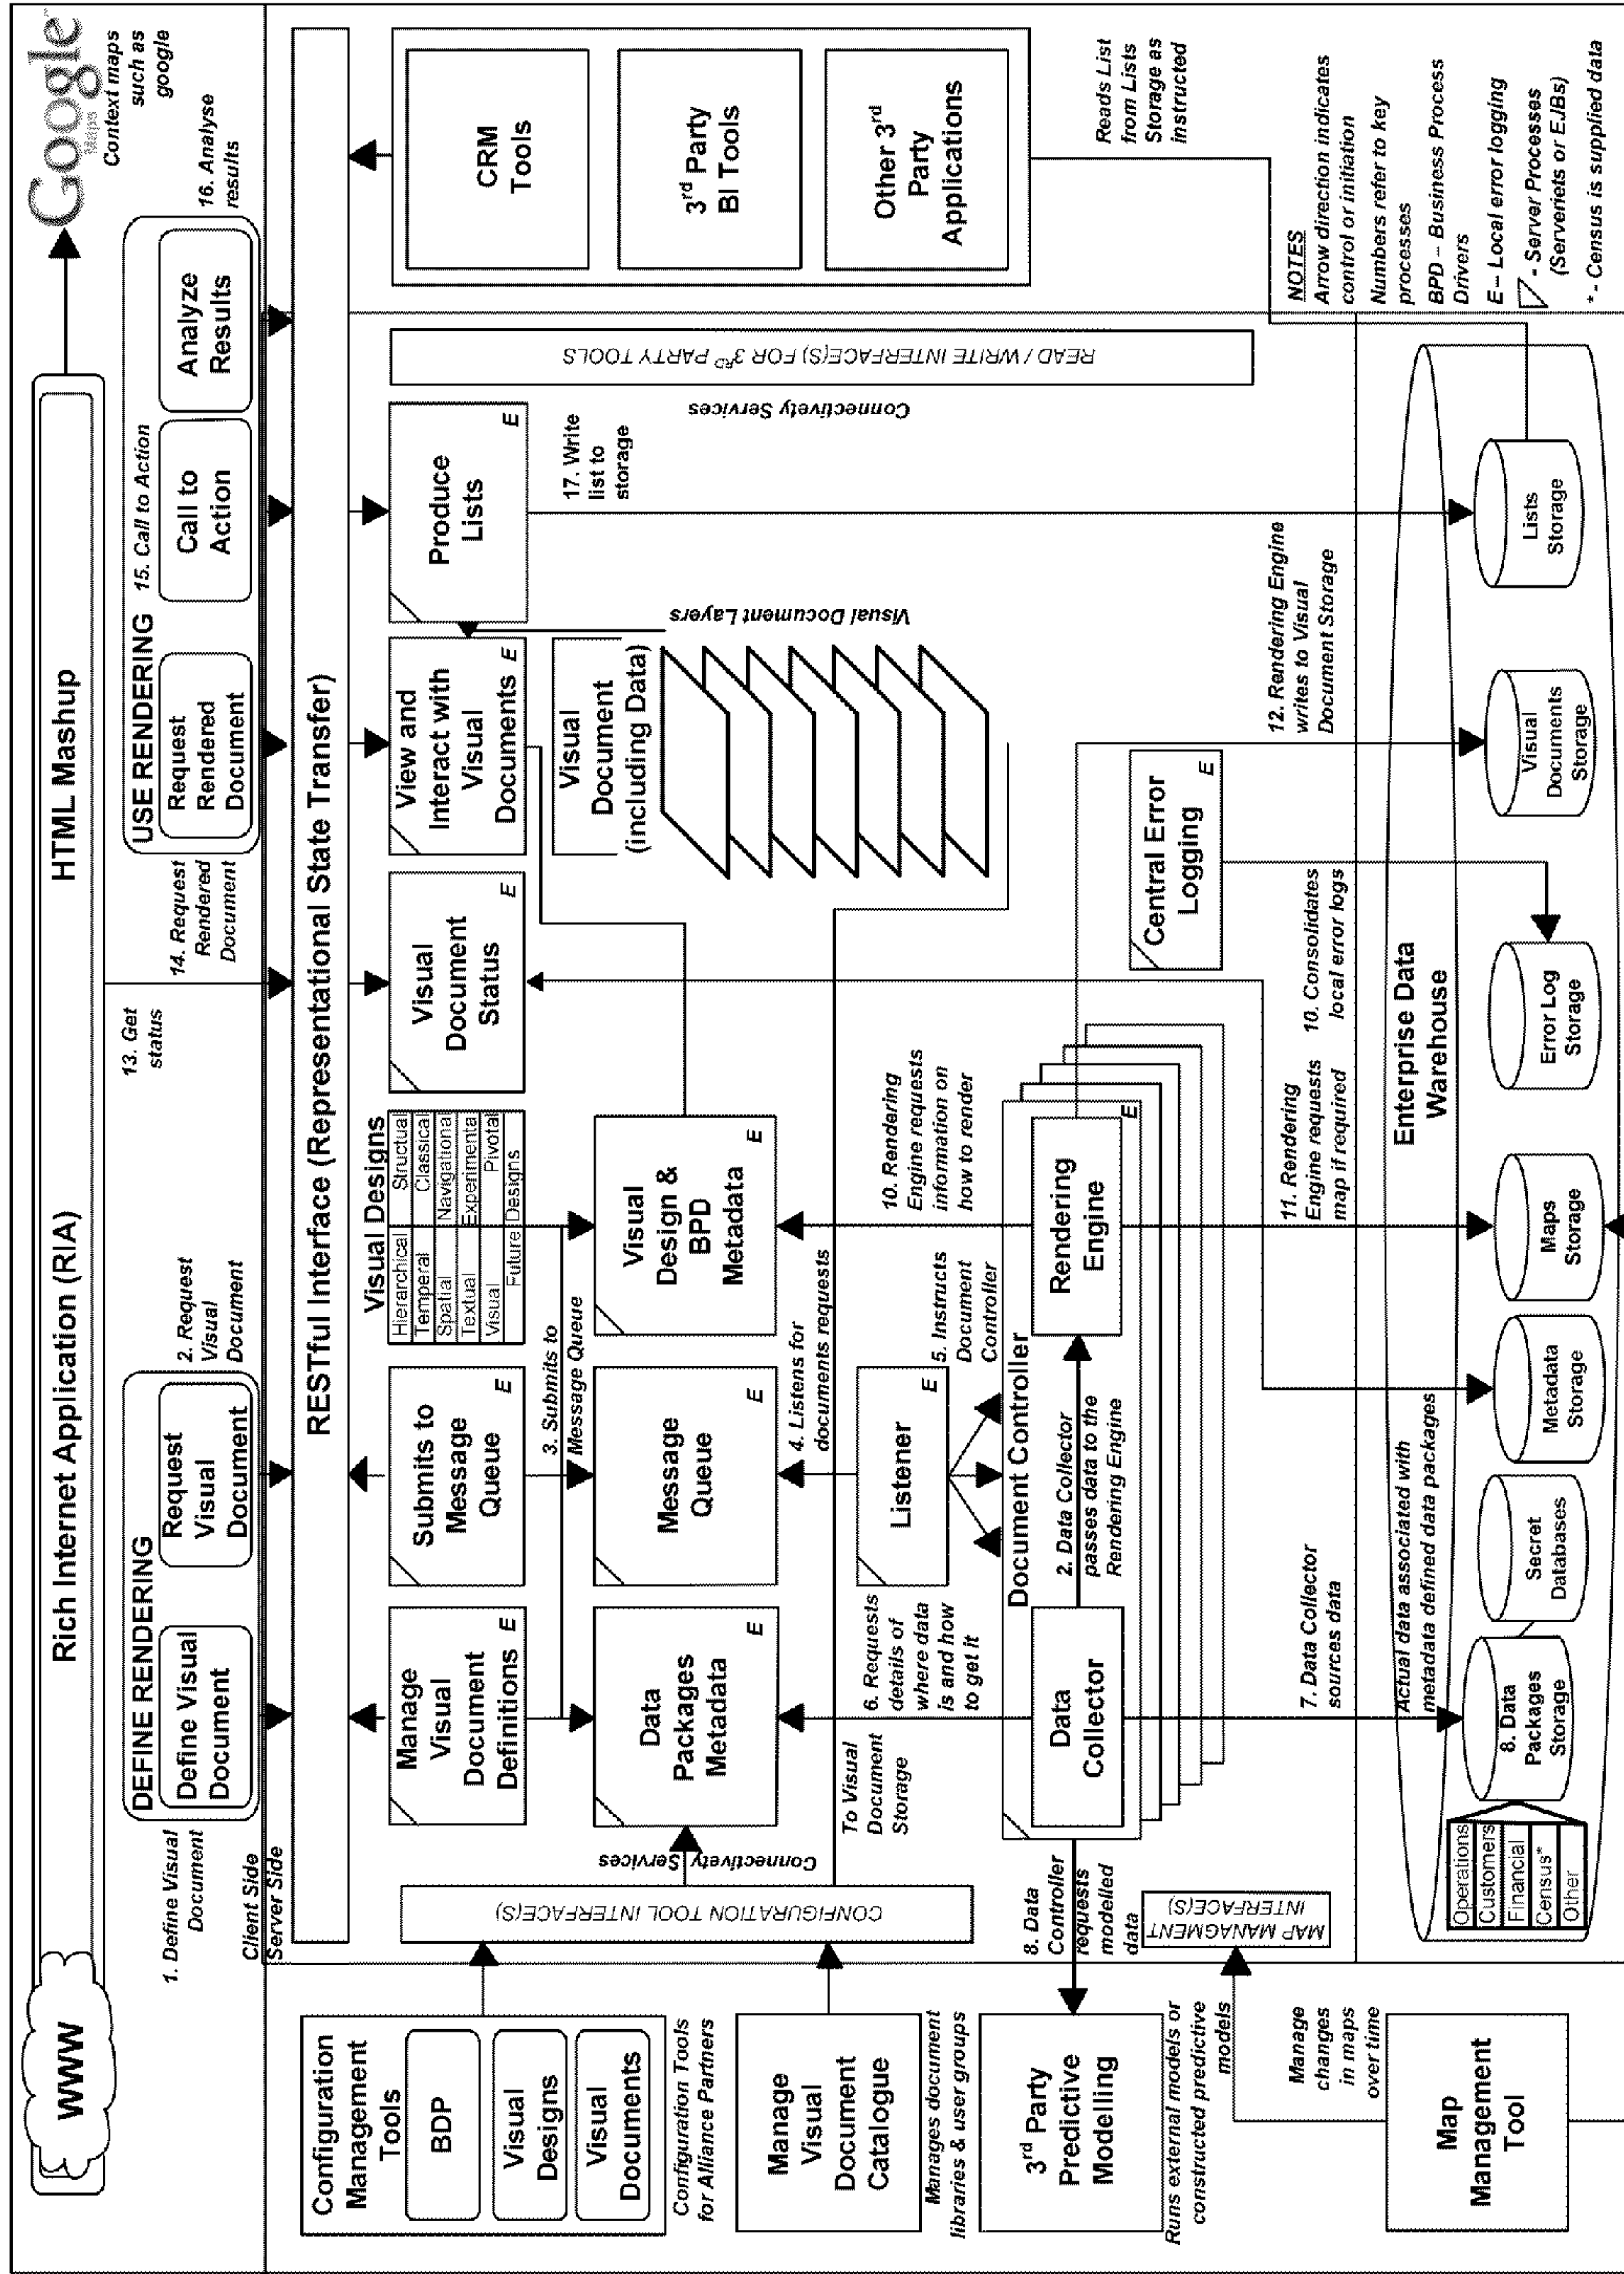 WWW
Rich Internet Application (RIA)
HTML Mashup
Google
Maps
Context maps
such as
google
1. Define Visual
Document
DEFINE RENDERING
Define Visual
Document
Request
Visual
Document
2. Request
Visual
Document
13. Get
status
14. Request
Rendered
Document
USE RENDERING
15. Call to Action
Request
Rendered
Document
Call to
Action
Analyze
Results
16. Analyse
results
Client Side
Server Side
RESTful Interface (Representational State Transfer)
Configuration
Management
Tools
BDP
Visual
Designs
Visual
Documents
Configuration Tools
for Alliance Partners
Manage
Visual
Document
Catalogue
Manages document
libraries & user groups
3rd Party
Predictive
Modelling
Runs external models or
constructed predictive
models
Manage
changes
in maps
over time
Map
Management
Tool
CONFIGURATION TOOL INTERFACE(S)
Connectivety Services
MAP MANAGMENT
INTERFACE(S)
Manage
Visual
Document
Definitions
E
Submits to
Message
Queue
E
Visual Designs
Hierarchical Structual
Temperal Classical
Spatial Navigational
Textual Experimental
Visual Pivotal
Future Designs
Visual
Document
Status
E
View and
Interact with
Visual
Documents
E
Produce
Lists
E
3. Submits to
Message Queue
17. Write
list to
storage
Data
Packages
Metadata
E
Message
Queue
E
Visual
Design &
BPD
Metadata
E
Visual
Document
(including Data)
Visual Document Layers
Connectivety Services
READ / WRITE INTERFACE(S) FOR 3RD PARTY TOOLS
CRM
Tools
3rd Party
BI Tools
Other 3rd
Party
Applications
Reads List
from Lists
Storage as
instructed
To Visual
Document
Storage
6. Requests
details of
where data
is and how
to get it
4. Listens for
documents requests
Listener
E
5. Instructs
Document
Controller
10. Rendering
Engine requests
information on
how to render
8. Data
Controller
requests
modelled
data
Document Controller
Data
Collector
2. Data Collector
passes data to the
Rendering Engine
Rendering
Engine
E
Central Error
Logging
E
7. Data Collector
sources data
11. Rendering
Engine requests
map if required
10. Consolidates
local error logs
12. Rendering Engine
writes to Visual
Document Storage
Actual data associated with
metadata defined data packages
Enterprise Data
Warehouse
Operations
Customers
Financial
Census*
Other
8. Data
Packages
Storage
Secret
Databases
Metadata
Storage
Maps
Storage
Error Log
Storage
Visual
Documents
Storage
Lists
Storage
NOTES
Arrow direction indicates
control or initiation
Numbers refer to key
processes
BPD – Business Process
Drivers
E – Local error logging
- Server Processes
(Serverlets or EJBs)
* - Census is supplied data